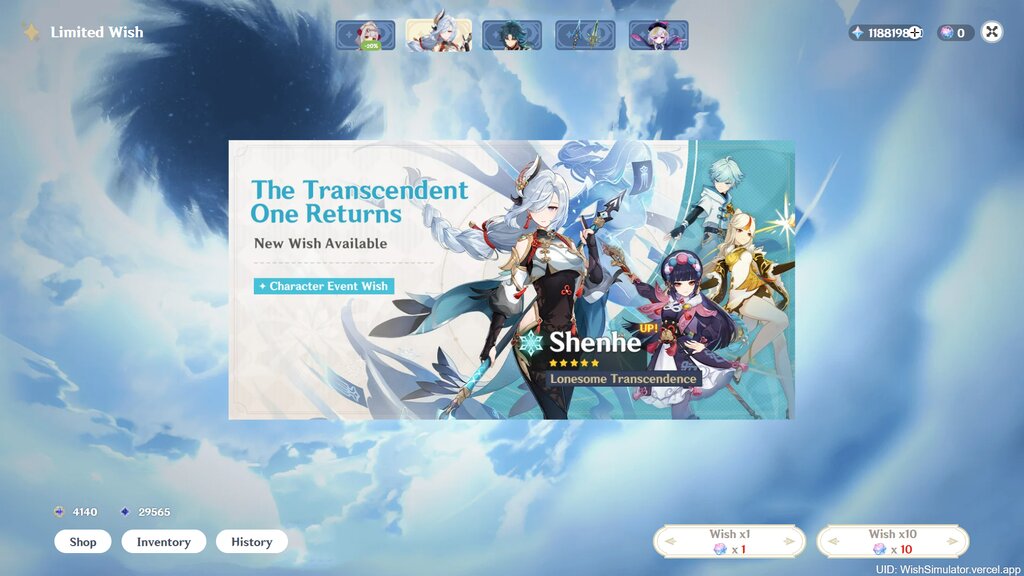 Limited Wish
-20%
1188198
0
The Transcendent
One Returns
New Wish Available
Character Event Wish
UP!
Shenhe
Lonesome Transcendence
4140
29565
Shop
Inventory
History
Wish x1
x 1
Wish x10
x 10
UID: WishSimulator.vercel.app